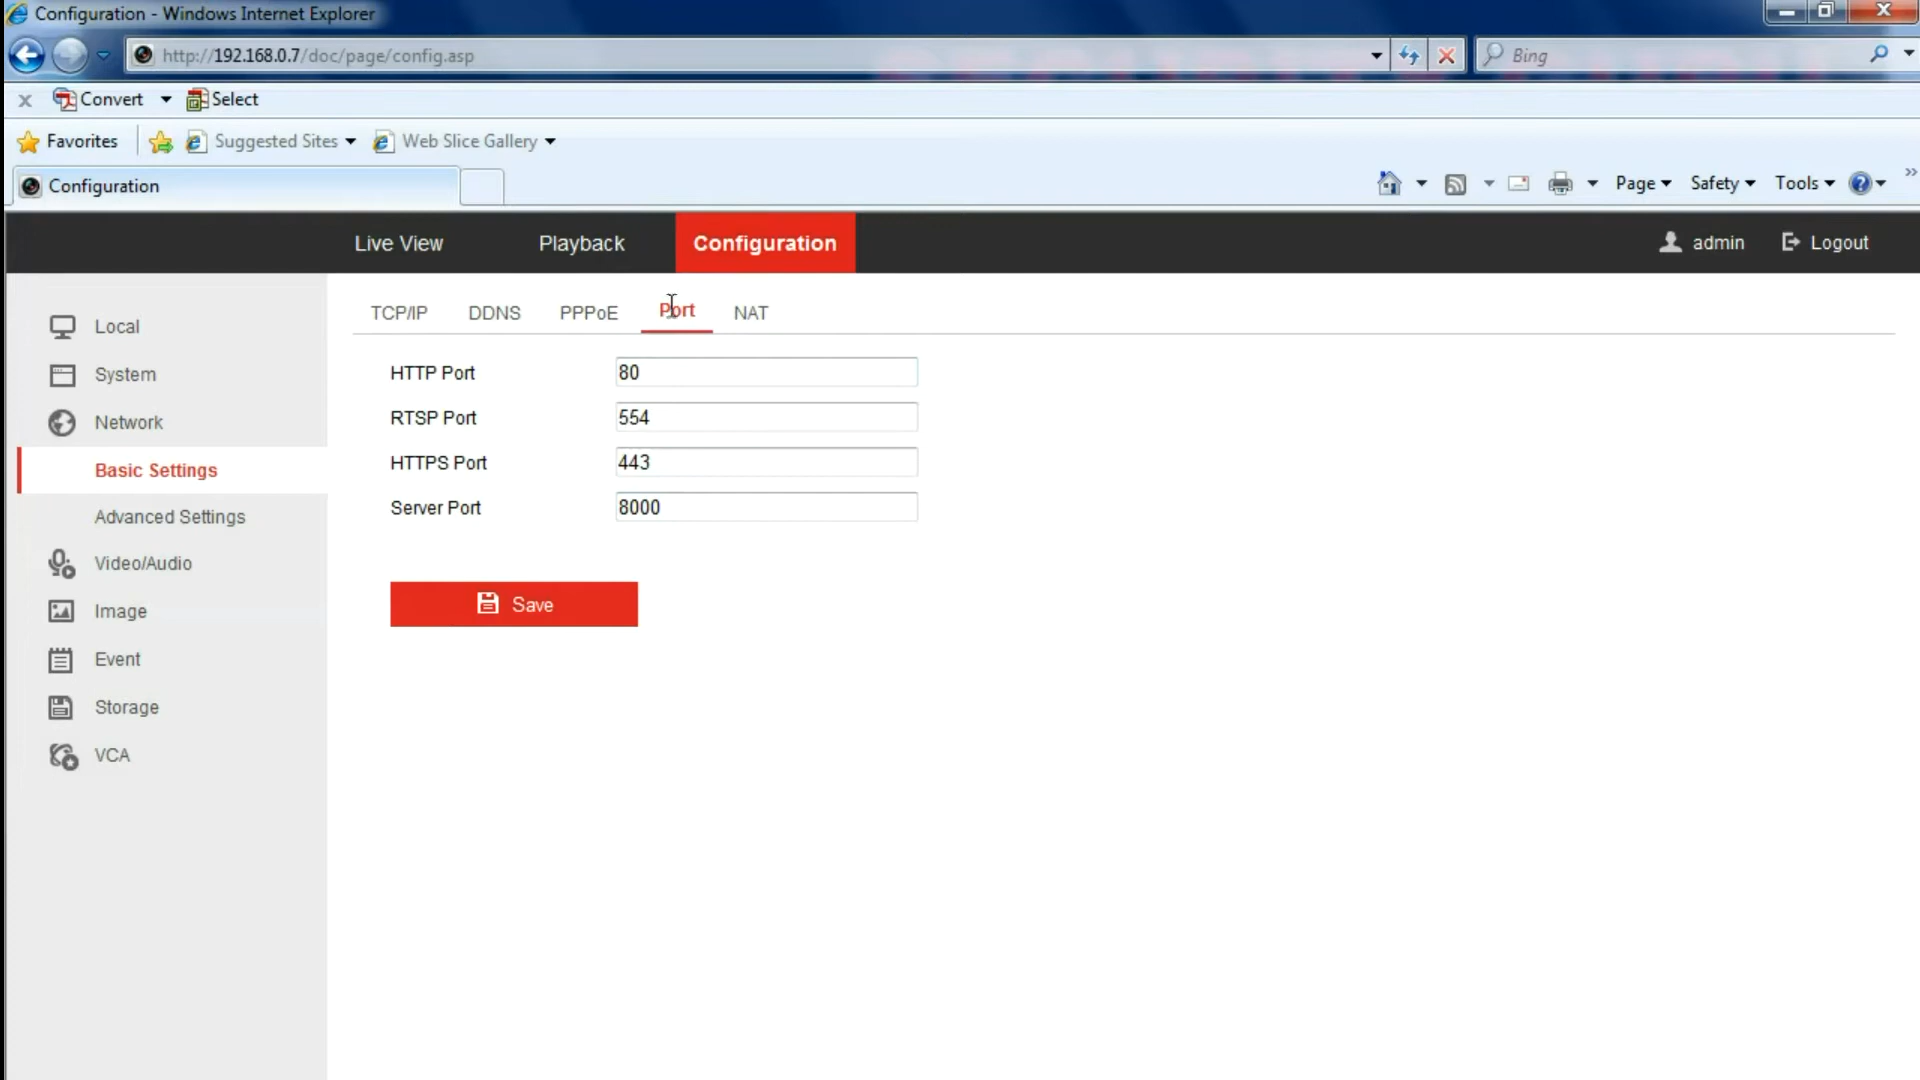 Configuration - Windows Internet Explorer
http://192.168.0.7/doc/page/config.asp
Bing
x Convert Select
Favorites Suggested Sites Web Slice Gallery
Configuration
Page Safety Tools
Live View Playback Configuration admin Logout
Local
System
Network
Basic Settings
Advanced Settings
Video/Audio
Image
Event
Storage
VCA
TCP/IP DDNS PPPoE Port NAT
HTTP Port 80
RTSP Port 554
HTTPS Port 443
Server Port 8000
Save